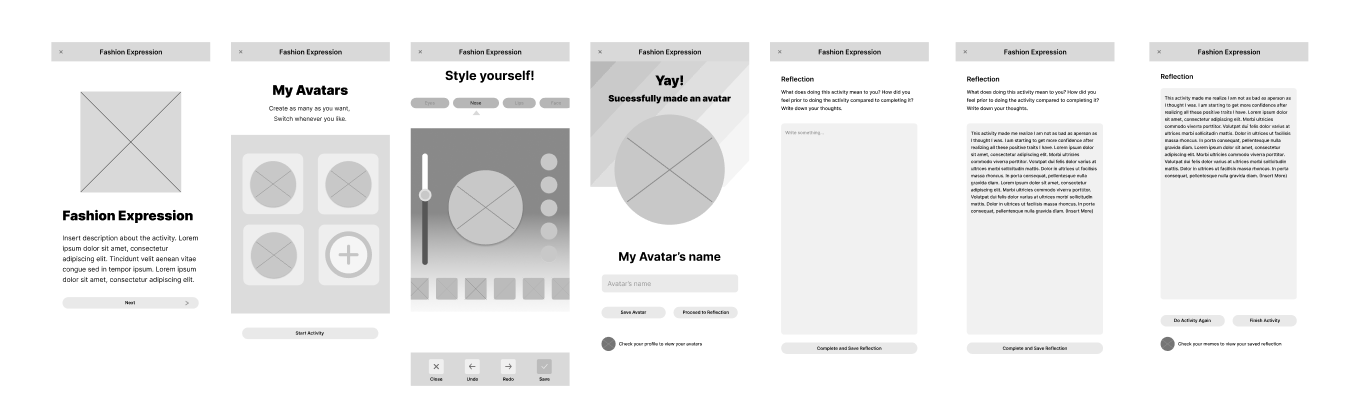 × Fashion Expression
Fashion Expression
Insert description about the activity. Lorem
ipsum dolor sit amet, consectetur
adipiscing elit. Tincidunt velit aenean vitae
congue sed in tempor ipsum. Lorem ipsum
dolor sit amet, consectetur adipiscing elit.
Next >
× Fashion Expression
My Avatars
Create as many as you want,
Switch whenever you like.
Start Activity
× Fashion Expression
Style yourself!
Nose
Close Undo Redo Save
× Fashion Expression
Yay!
Sucessfully made an avatar
My Avatar's name
Avatar's name
Save Avatar Proceed to Reflection
Check your profile to view your avatars
× Fashion Expression
Reflection
What does doing this activity mean to you? How did you
feel prior to doing the activity compared to completing it?
Write down your thoughts.
Write something...
Complete and Save Reflection
× Fashion Expression
Reflection
What does doing this activity mean to you? How did you
feel prior to doing the activity compared to completing it?
Write down your thoughts.
This activity made me realize I am not as bad as aperson as
I thought I was. I am starting to get more confidence after
realizing all these positive traits I have. Lorem ipsum dolor
sit amet, consectetur adipiscing elit. Morbi ultricies
commodo viverra porttitor. Volutpat dui felis dolor varius at
ultrices morbi sollicitudin mattis. Dolor in ut facilisis
massa rhoncus. In porta consequat, pellentesque nulla
gravida diam. Lorem ipsum dolor sit amet, consectetur
adipiscing elit. Morbi ultricies commodo viverra porttitor.
Volutpat dui felis dolor varius at ultrices morbi sollicitudin
mattis. Dolor in ut facilisis massa rhoncus. In porta
consequat, pellentesque nulla gravida diam. (Insert More)
Complete and Save Reflection
× Fashion Expression
Reflection
This activity made me realize I am not as bad as aperson as
I thought I was. I am starting to get more confidence after
realizing all these positive traits I have. Lorem ipsum dolor
sit amet, consectetur adipiscing elit. Morbi ultricies
commodo viverra porttitor. Volutpat dui felis dolor varius at
ultrices morbi sollicitudin mattis. Dolor in ut facilisis
massa rhoncus. In porta consequat, pellentesque nulla
gravida diam. Lorem ipsum dolor sit amet, consectetur
adipiscing elit. Morbi ultricies commodo viverra porttitor.
Volutpat dui felis dolor varius at ultrices morbi sollicitudin
mattis. Dolor in ut facilisis massa rhoncus. In porta
consequat, pellentesque nulla gravida diam. (Insert More)
Do Activity Again Finish Activity
Check your memos to view your saved reflection